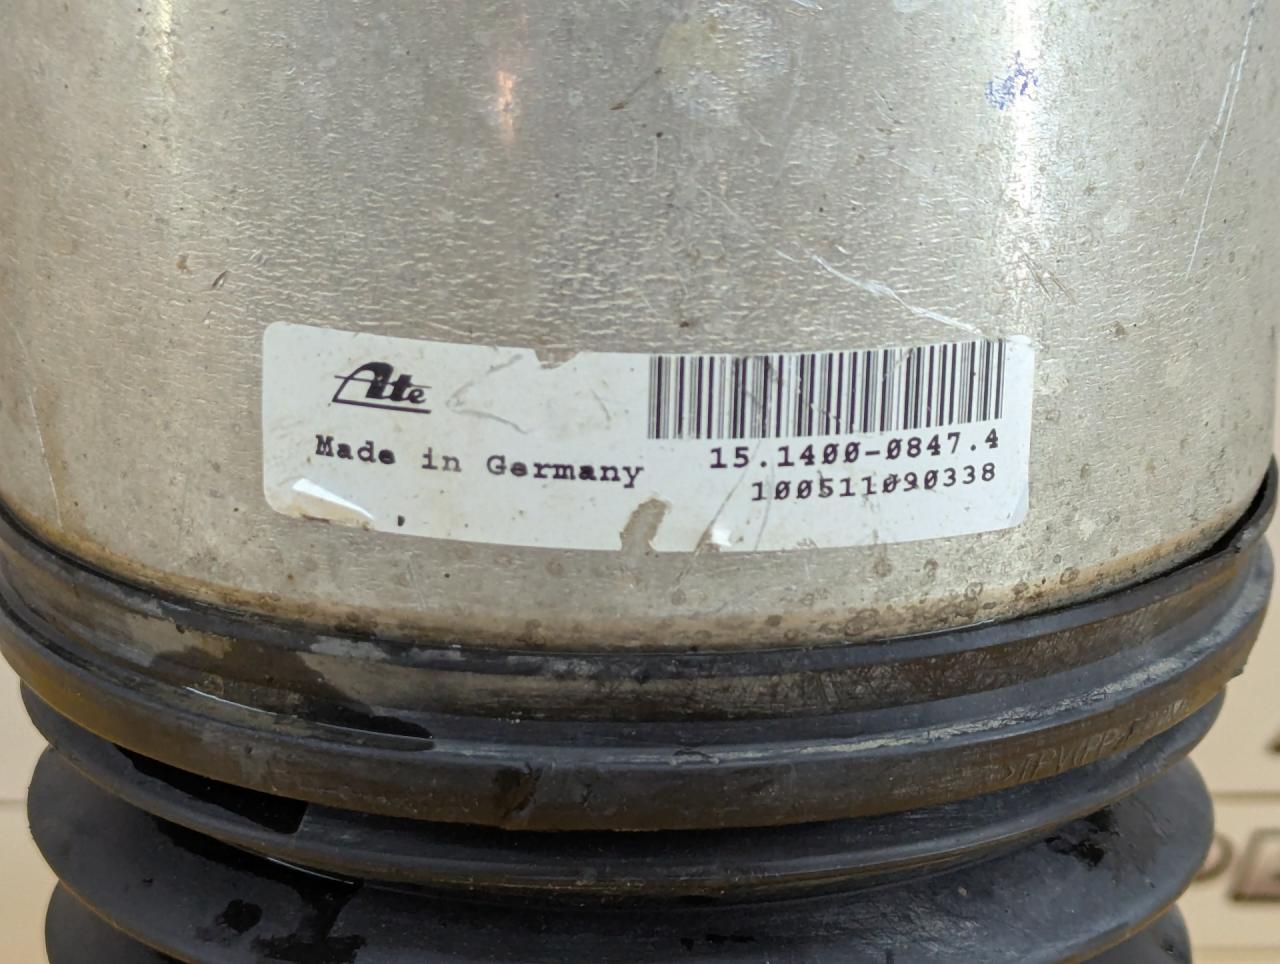 Ate
Made in Germany
15.1400-0847.4
100511090338